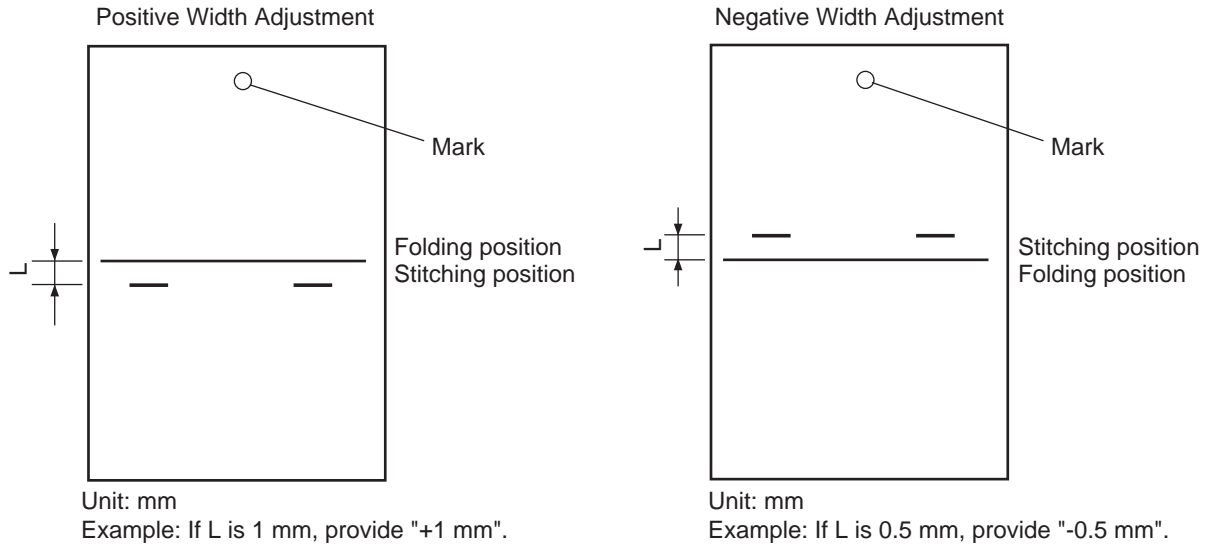 Positive Width Adjustment
Mark
L
Folding position
Stitching position
Unit: mm
Example: If L is 1 mm, provide "+1 mm".
Negative Width Adjustment
Mark
L
Stitching position
Folding position
Unit: mm
Example: If L is 0.5 mm, provide "-0.5 mm".